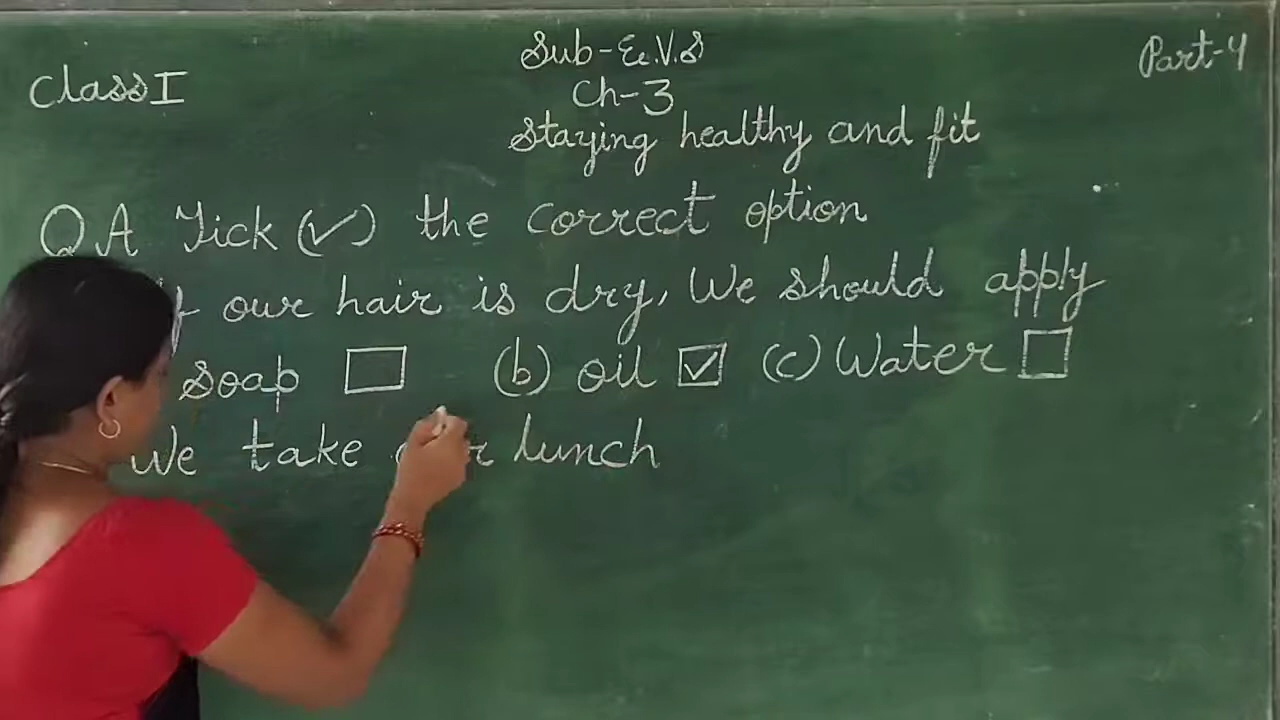 Class I
Sub-E.V.S
Part-4
Ch-3
Staying healthy and fit
Q A Tick (✓) the correct option
our hair is dry, We should apply
soap ☐ (b) oil ☑ (c) Water ☐
We take lunch